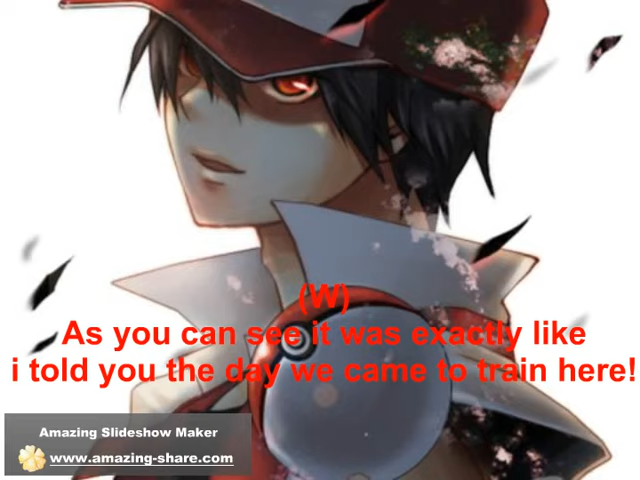 (W)
As you can see it was exactly like
i told you the day we came to train here!
Amazing Slideshow Maker
www.amazing-share.com